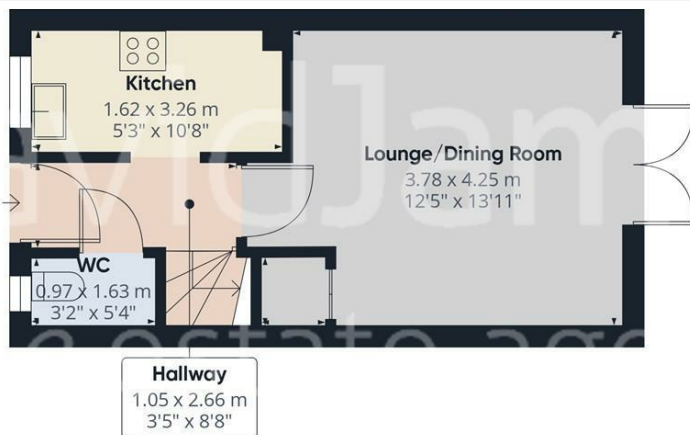 Kitchen
1.62 x 3.26 m
5'3" x 10'8"
Lounge/Dining Room
3.78 x 4.25 m
12'5" x 13'11"
WC
0.97 x 1.63 m
3'2" x 5'4"
Hallway
1.05 x 2.66 m
3'5" x 8'8"